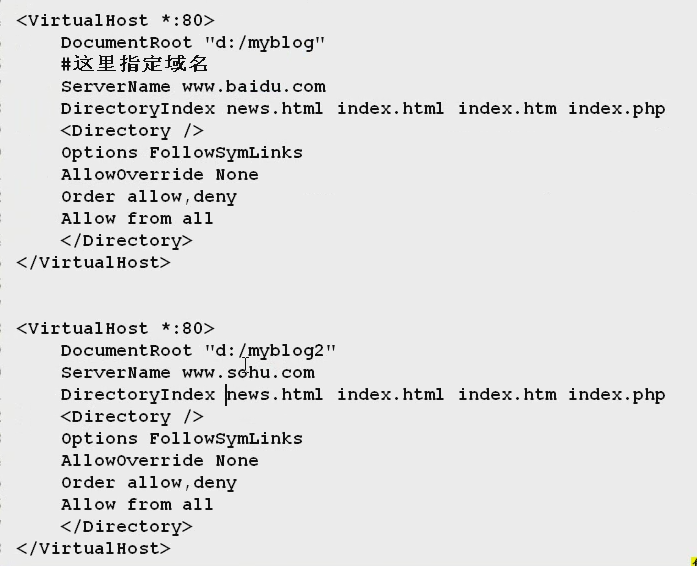 <VirtualHost *:80>
DocumentRoot "d:/myblog"
#这里指定域名
ServerName www.baidu.com
DirectoryIndex news.html index.html index.htm index.php
<Directory />
Options FollowSymLinks
AllowOverride None
Order allow,deny
Allow from all
</Directory>
</VirtualHost>
<VirtualHost *:80>
DocumentRoot "d:/myblog2"
ServerName www.sohu.com
DirectoryIndex news.html index.html index.htm index.php
<Directory />
Options FollowSymLinks
AllowOverride None
Order allow,deny
Allow from all
</Directory>
</VirtualHost>